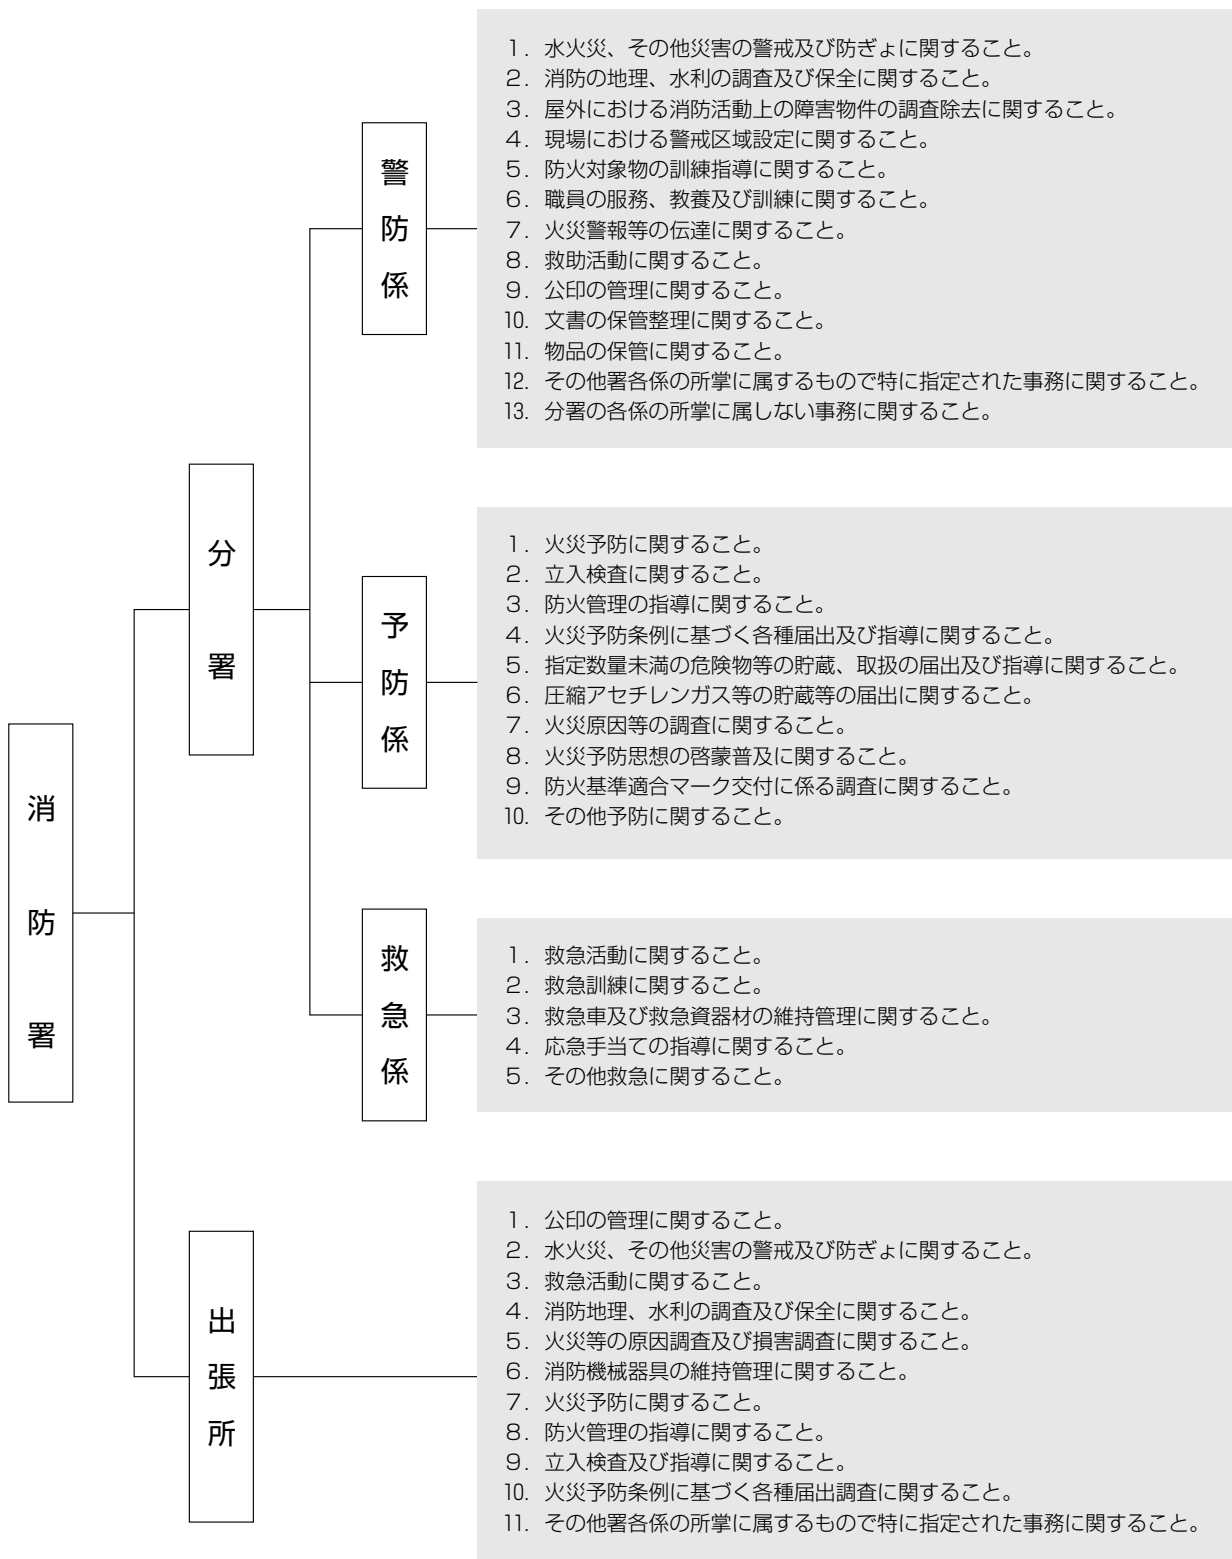 消防署
分署
警防係
1．水火災、その他災害の警戒及び防ぎょに関すること。
2．消防の地理、水利の調査及び保全に関すること。
3．屋外における消防活動上の障害物件の調査除去に関すること。
4．現場における警戒区域設定に関すること。
5．防火対象物の訓練指導に関すること。
6．職員の服務、教養及び訓練に関すること。
7．火災警報等の伝達に関すること。
8．救助活動に関すること。
9．公印の管理に関すること。
10．文書の保管整理に関すること。
11．物品の保管に関すること。
12．その他署各係の所掌に属するもので特に指定された事務に関すること。
13．分署の各係の所掌に属しない事務に関すること。
予防係
1．火災予防に関すること。
2．立入検査に関すること。
3．防火管理の指導に関すること。
4．火災予防条例に基づく各種届出及び指導に関すること。
5．指定数量未満の危険物等の貯蔵、取扱の届出及び指導に関すること。
6．圧縮アセチレンガス等の貯蔵等の届出に関すること。
7．火災原因等の調査に関すること。
8．火災予防思想の啓蒙普及に関すること。
9．防火基準適合マーク交付に係る調査に関すること。
10．その他予防に関すること。
救急係
1．救急活動に関すること。
2．救急訓練に関すること。
3．救急車及び救急資器材の維持管理に関すること。
4．応急手当ての指導に関すること。
5．その他救急に関すること。
出張所
1．公印の管理に関すること。
2．水火災、その他災害の警戒及び防ぎょに関すること。
3．救急活動に関すること。
4．消防地理、水利の調査及び保全に関すること。
5．火災等の原因調査及び損害調査に関すること。
6．消防機械器具の維持管理に関すること。
7．火災予防に関すること。
8．防火管理の指導に関すること。
9．立入検査及び指導に関すること。
10．火災予防条例に基づく各種届出調査に関すること。
11．その他署各係の所掌に属するもので特に指定された事務に関すること。